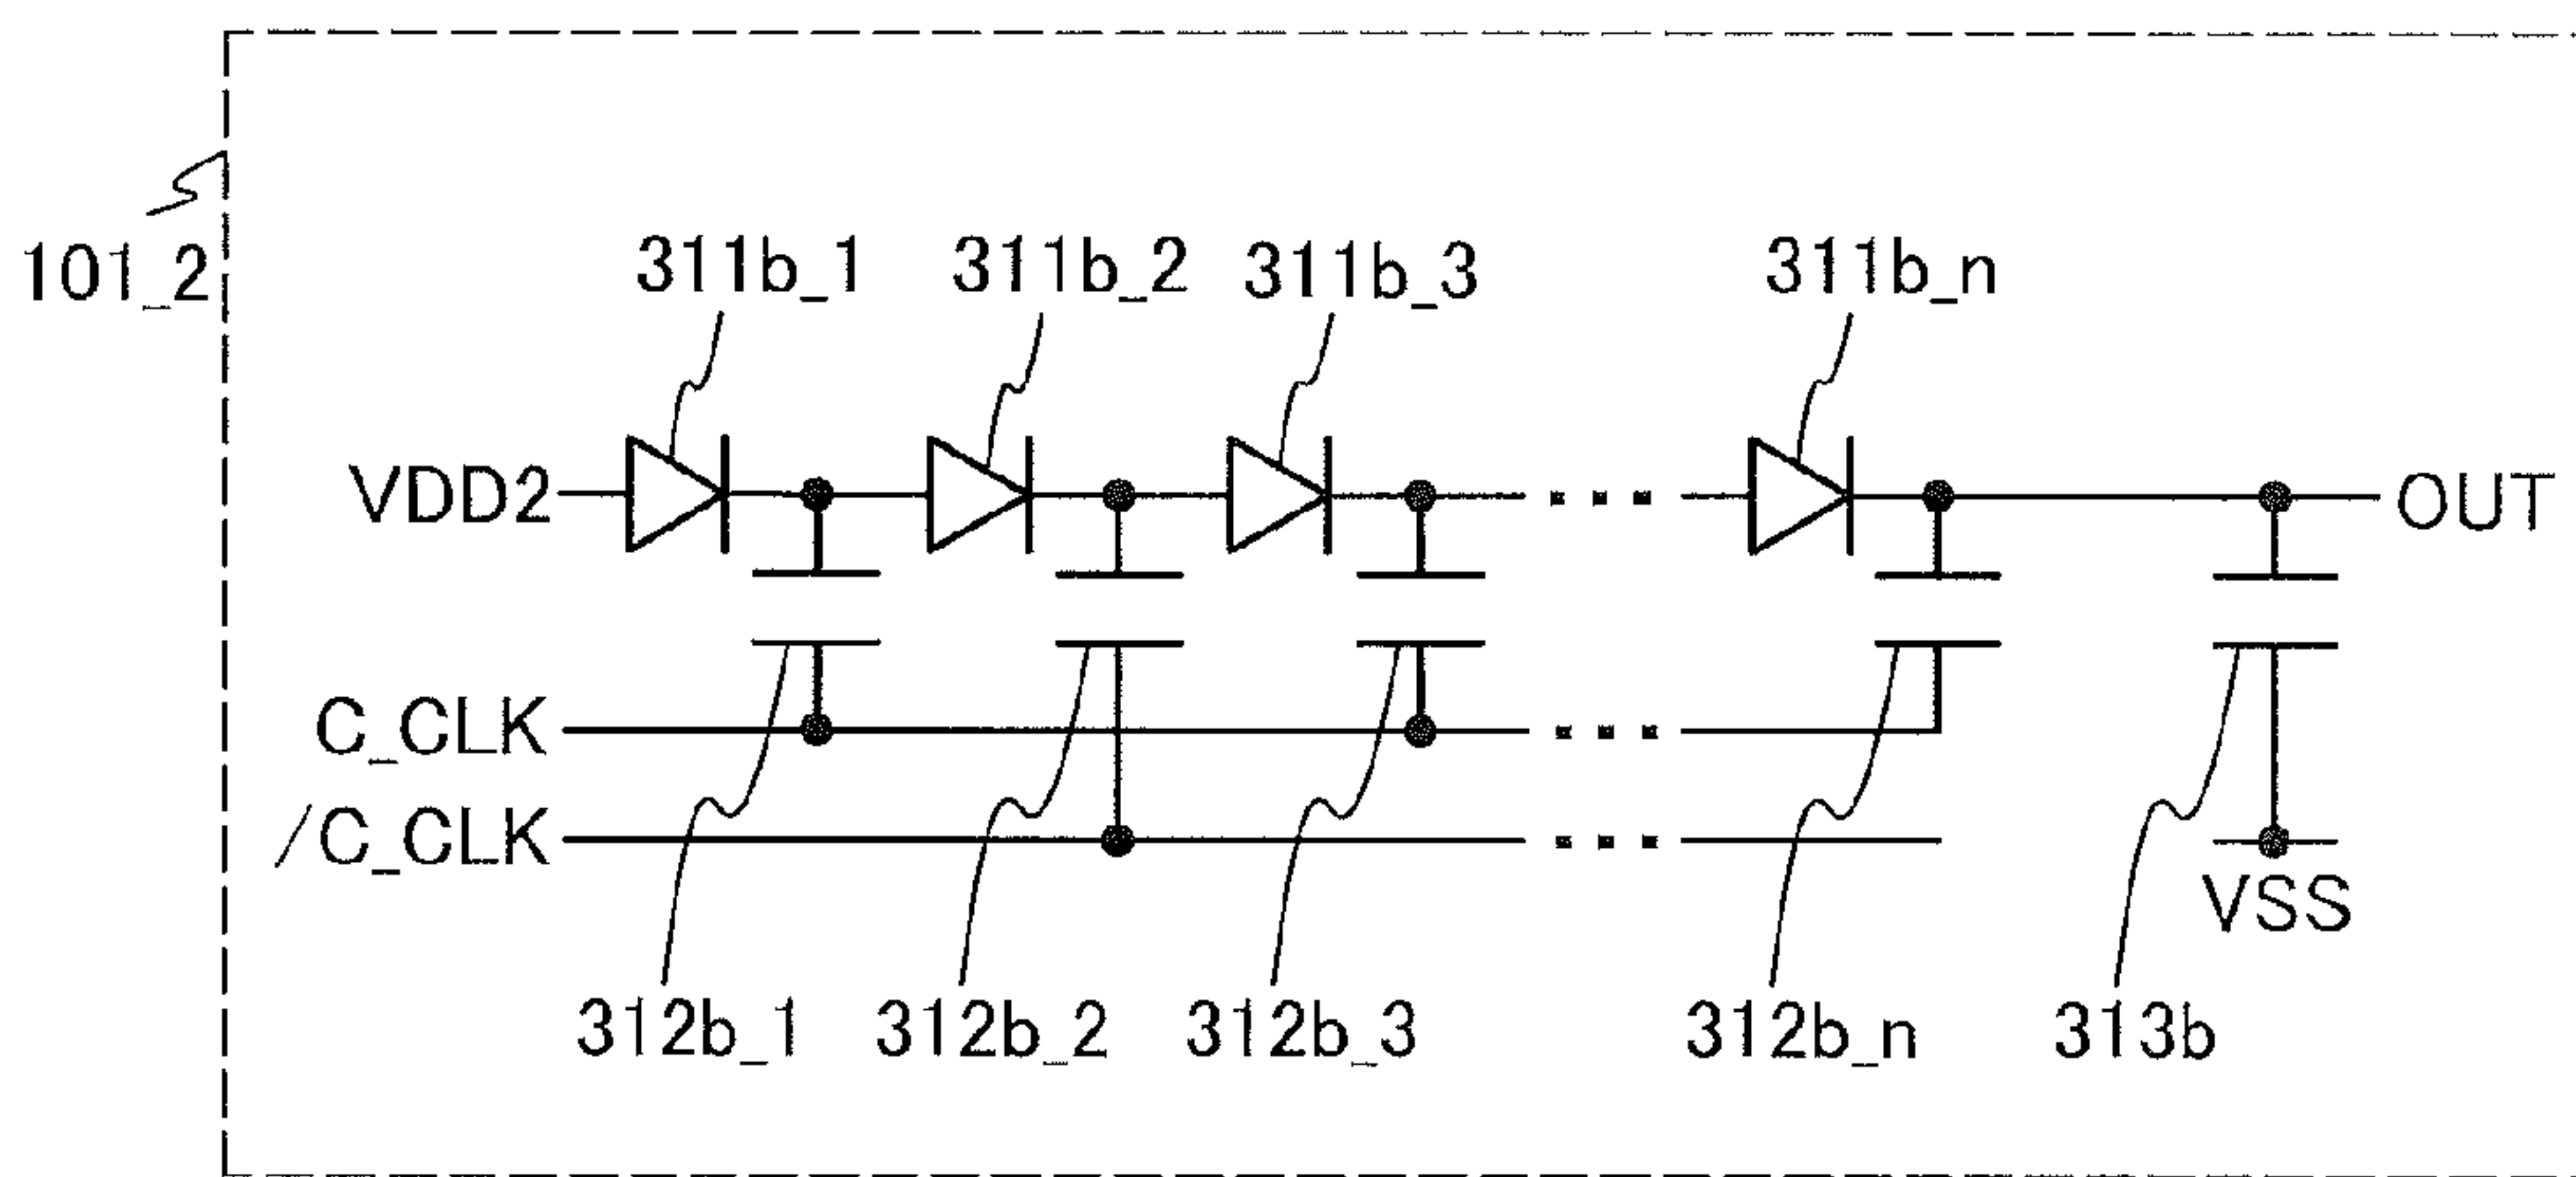 101_2
311b_1 311b_2 311b_3 311b_n
VDD2 ... OUT
C_CLK ...
/C_CLK ...
VSS
312b_1 312b_2 312b_3 312b_n 313b